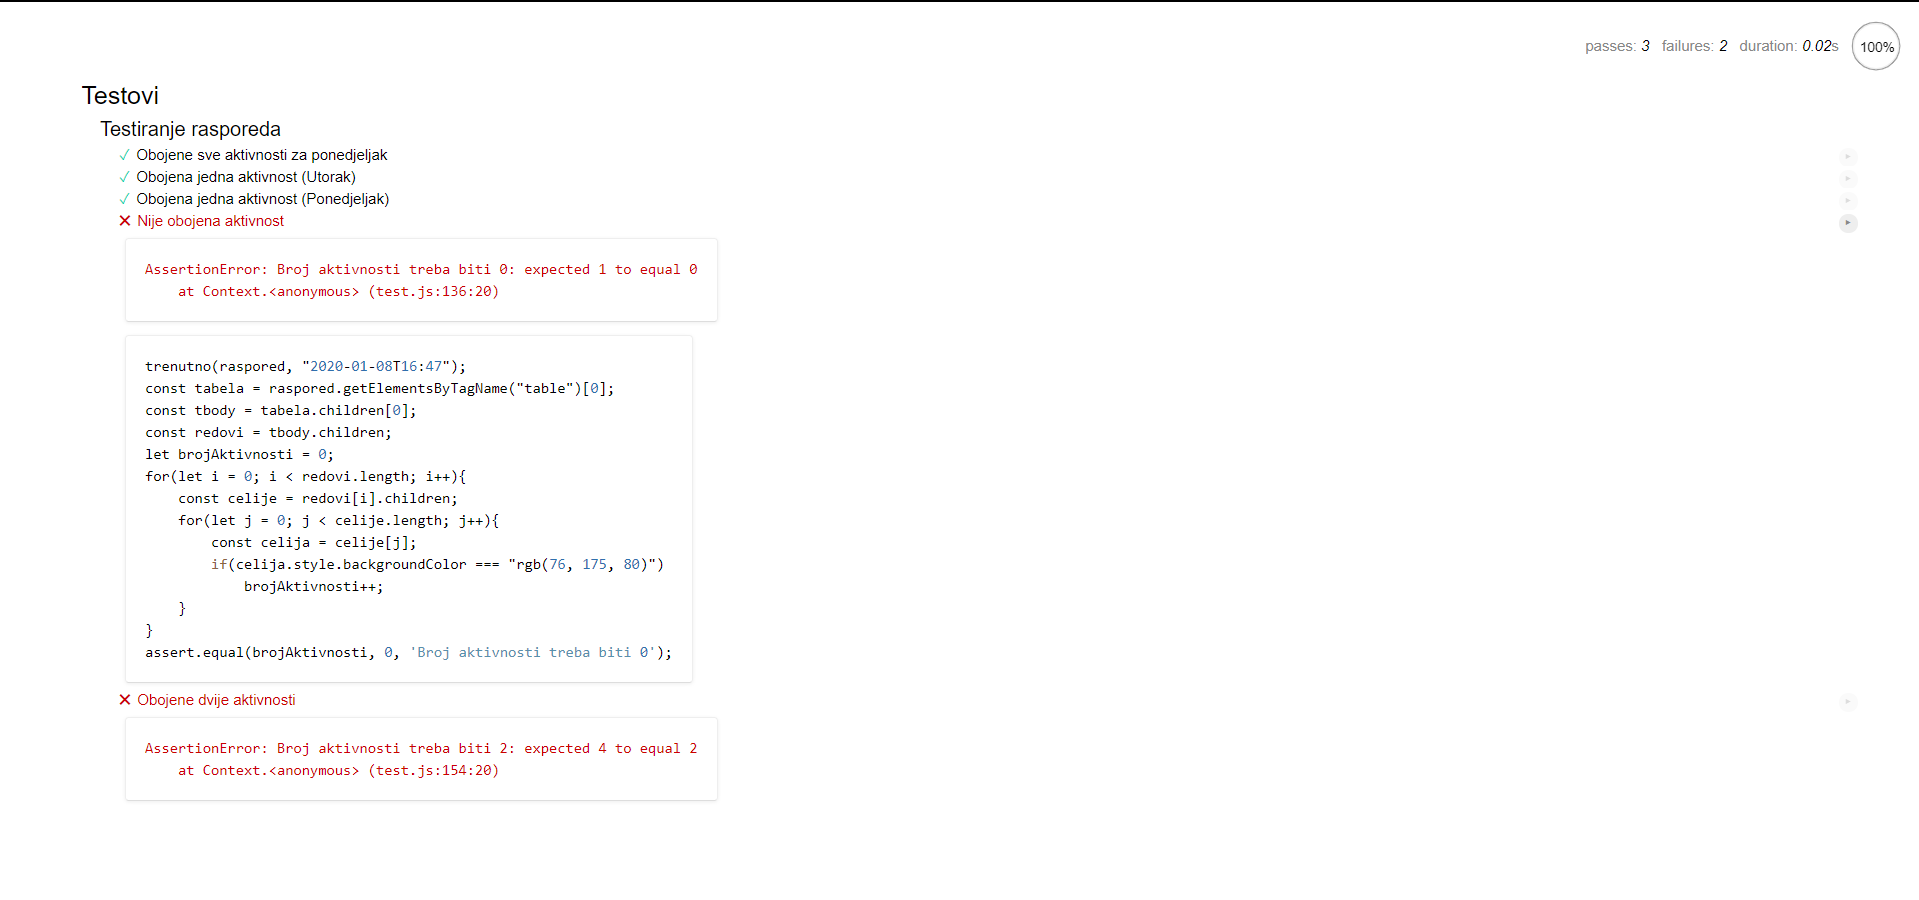 passes: 3 failures: 2 duration: 0.02s 100%
Testovi
Testiranje rasporeda
✓ Obojene sve aktivnosti za ponedjeljak
✓ Obojena jedna aktivnost (Utorak)
✓ Obojena jedna aktivnost (Ponedjeljak)
✕ Nije obojena aktivnost
AssertionError: Broj aktivnosti treba biti 0: expected 1 to equal 0
    at Context.<anonymous> (test.js:136:20)
trenutno(raspored, "2020-01-08T16:47");
const tabela = raspored.getElementsByTagName("table")[0];
const tbody = tabela.children[0];
const redovi = tbody.children;
let brojAktivnosti = 0;
for(let i = 0; i < redovi.length; i++){
    const celije = redovi[i].children;
    for(let j = 0; j < celije.length; j++){
        const celija = celije[j];
        if(celija.style.backgroundColor === "rgb(76, 175, 80)")
            brojAktivnosti++;
    }
}
assert.equal(brojAktivnosti, 0, 'Broj aktivnosti treba biti 0');
✕ Obojene dvije aktivnosti
AssertionError: Broj aktivnosti treba biti 2: expected 4 to equal 2
    at Context.<anonymous> (test.js:154:20)